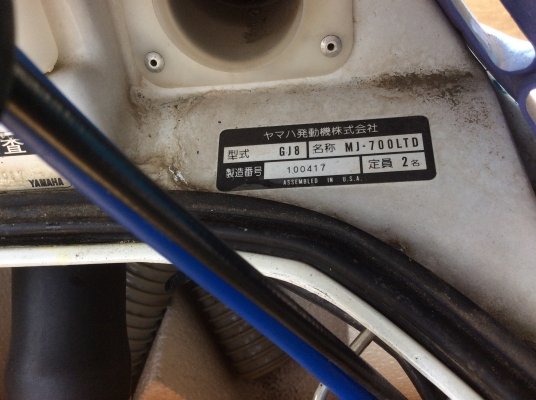 ヤマハ発動機株式会社
型式 GJ8 名称 MJ-700LTD
製造番号 100417 定員 2名
ASSEMBLED IN U.S.A.
査
YAMAHA